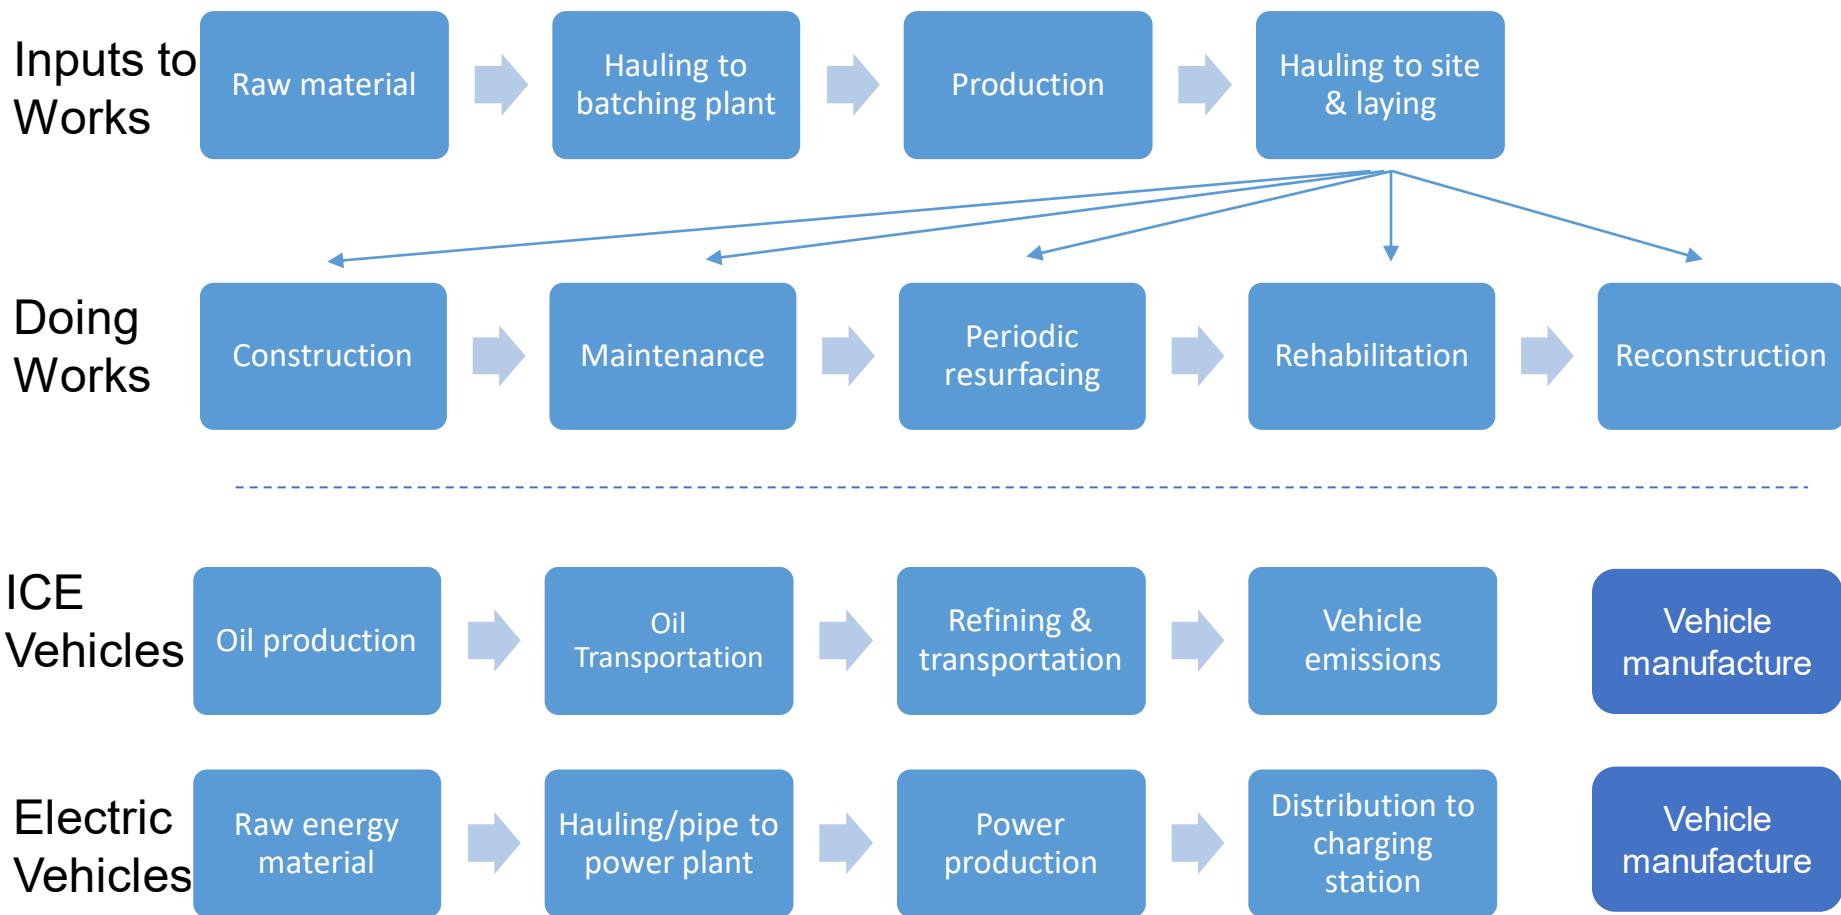 Inputs to
Works
Raw material
Hauling to
batching plant
Production
Hauling to site
& laying
Doing
Works
Construction
Maintenance
Periodic
resurfacing
Rehabilitation
Reconstruction
ICE
Vehicles
Oil production
Oil
Transportation
Refining &
transportation
Vehicle
emissions
Vehicle
manufacture
Electric
Vehicles
Raw energy
material
Hauling/pipe to
power plant
Power
production
Distribution to
charging
station
Vehicle
manufacture